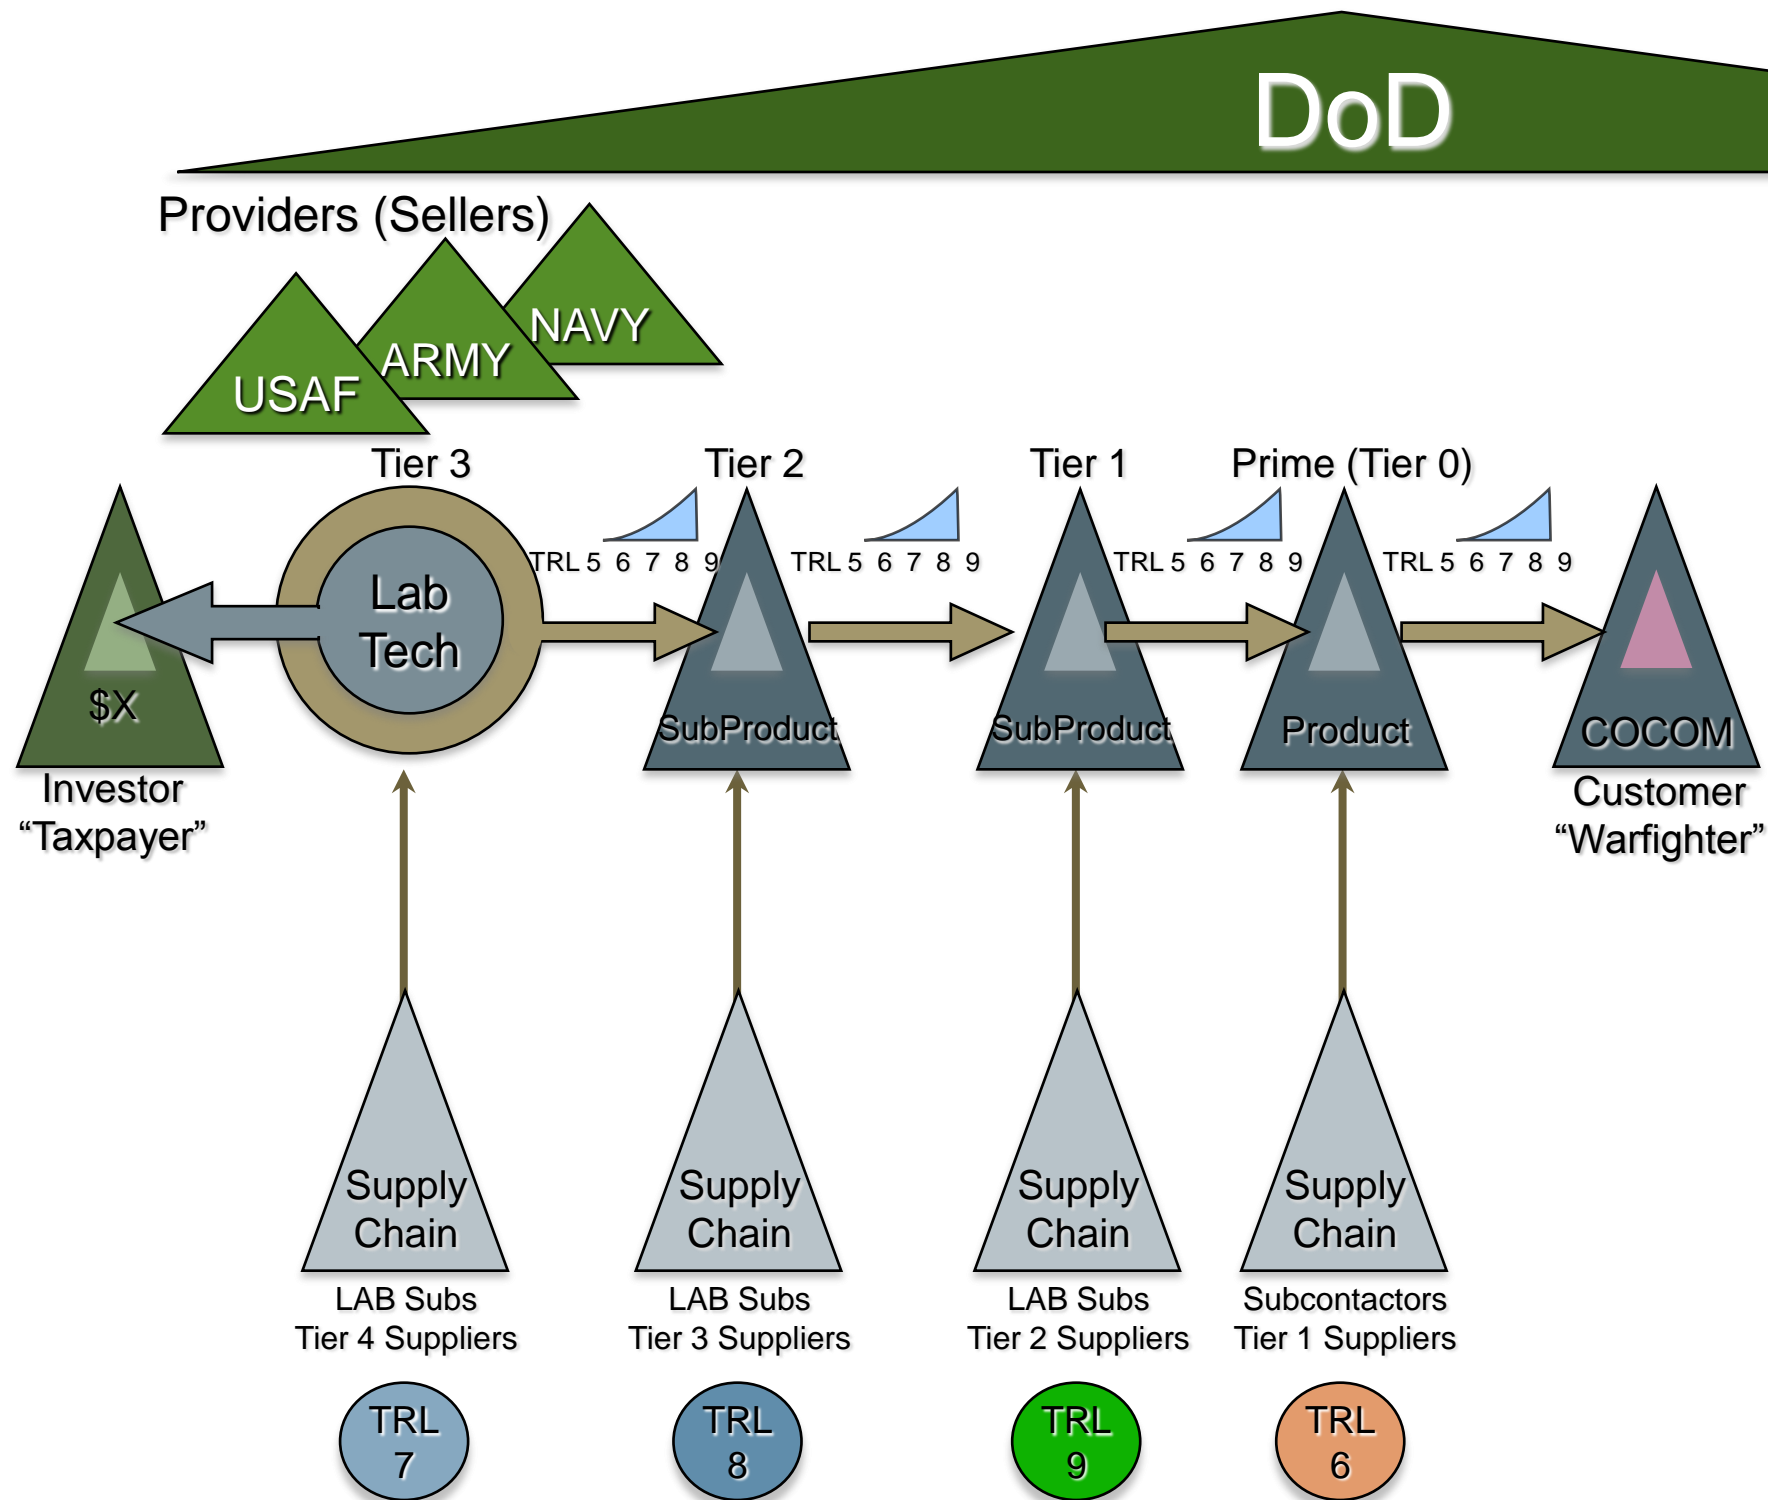 DoD
Providers (Sellers)
NAVY
ARMY
USAF
Tier 3
Tier 2
Tier 1
Prime (Tier 0)
TRL 5 6 7 8 9
TRL 5 6 7 8 9
TRL 5 6 7 8 9
TRL 5 6 7 8 9
Lab
Tech
$X
SubProduct
SubProduct
Product
COCOM
Investor
“Taxpayer”
Customer
“Warfighter”
Supply
Chain
Supply
Chain
Supply
Chain
Supply
Chain
LAB Subs
Tier 4 Suppliers
LAB Subs
Tier 3 Suppliers
LAB Subs
Tier 2 Suppliers
Subcontactors
Tier 1 Suppliers
TRL
7
TRL
8
TRL
9
TRL
6